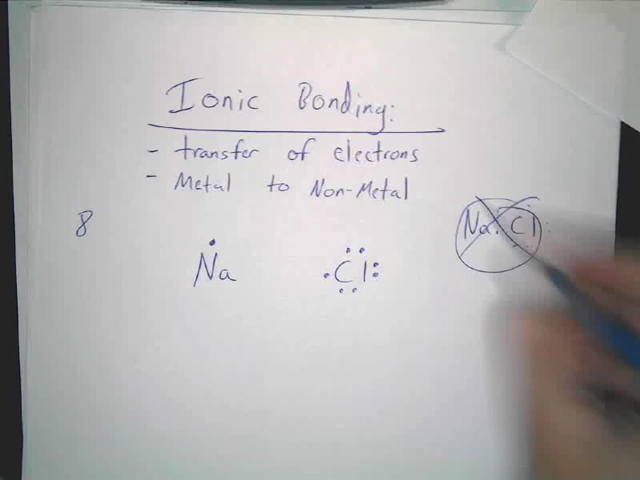 Ionic Bonding:
- transfer of electrons
- Metal to Non-Metal
8
Na
Cl
Na Cl